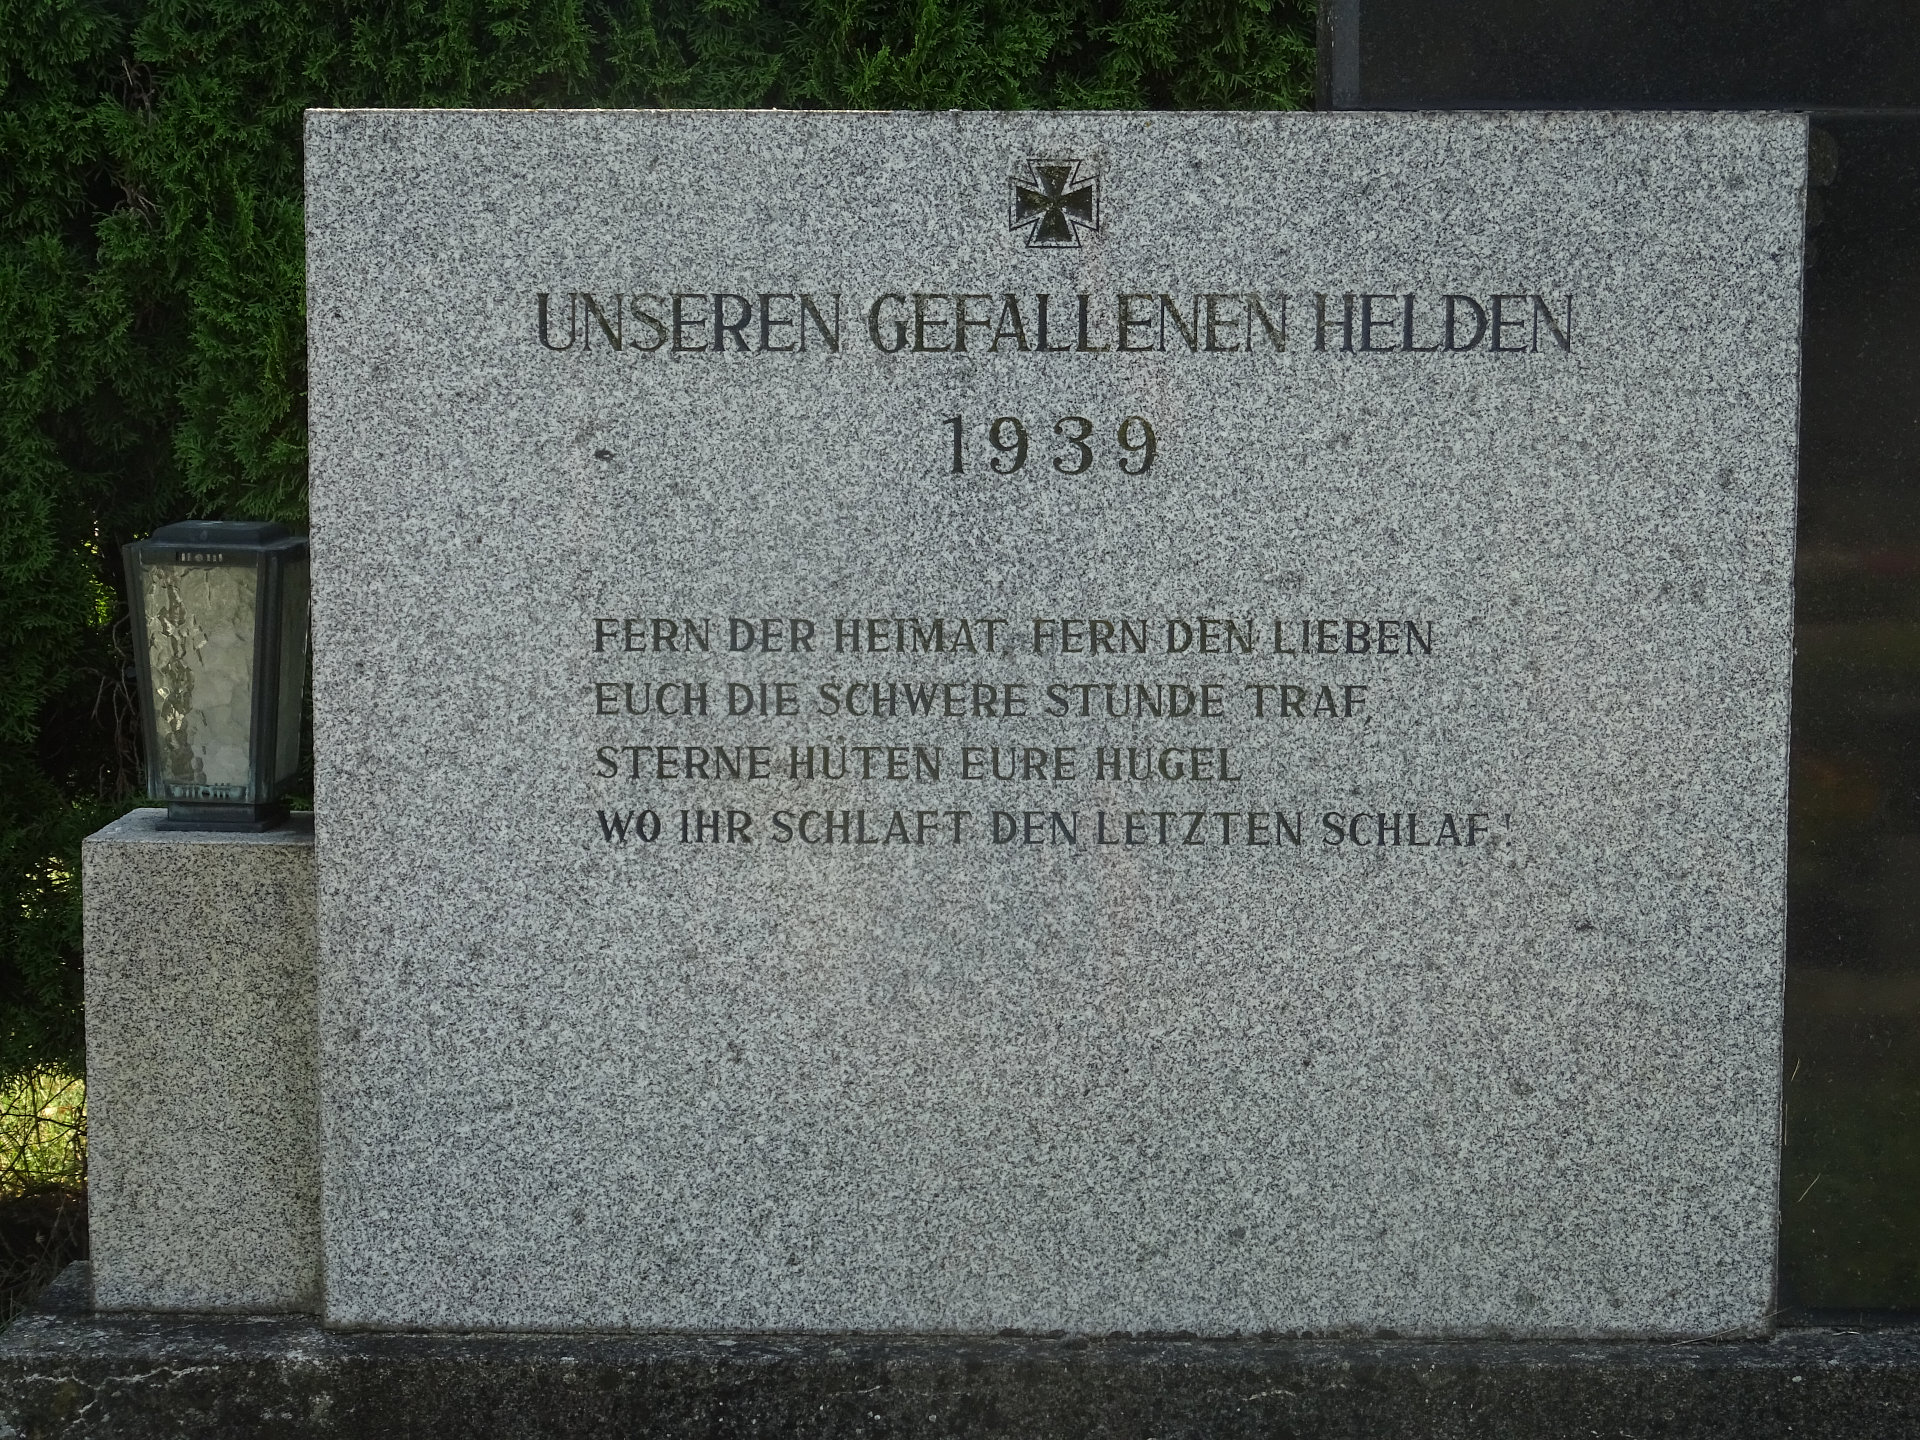 UNSEREN GEFALLENEN HELDEN
1939
FERN DER HEIMAT, FERN DEN LIEBEN
EUCH DIE SCHWERE STUNDE TRAF,
STERNE HÜTEN EURE HÜGEL
WO IHR SCHLAFT DEN LETZTEN SCHLAF!